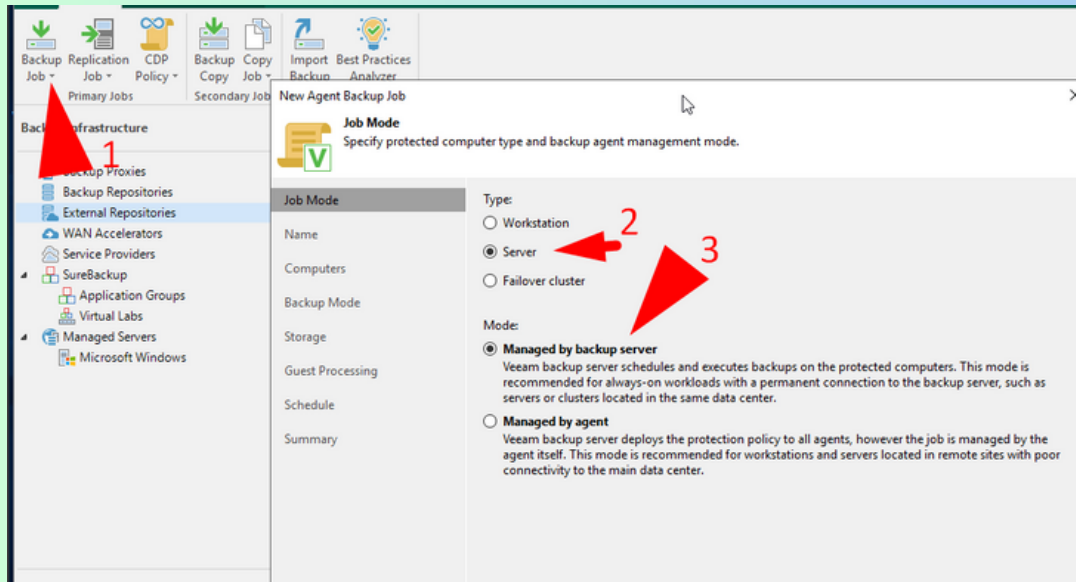 Backup Replication CDP Backup Copy Import Best Practices
Job Job Policy Copy Job Backup Analyzer
Primary Jobs Secondary Job
New Agent Backup Job
Job Mode
Specify protected computer type and backup agent management mode.
1
Backup Proxies
Backup Repositories
External Repositories
WAN Accelerators
Service Providers
SureBackup
Application Groups
Virtual Labs
Managed Servers
Microsoft Windows
Job Mode
Name
Computers
Backup Mode
Storage
Guest Processing
Schedule
Summary
Type:
Workstation
2
Server
3
Failover cluster
Mode:
Managed by backup server
Veeam backup server schedules and executes backups on the protected computers. This mode is
recommended for always-on workloads with a permanent connection to the backup server, such as
servers or clusters located in the same data center.
Managed by agent
Veeam backup server deploys the protection policy to all agents, however the job is managed by the
agent itself. This mode is recommended for workstations and servers located in remote sites with poor
connectivity to the main data center.